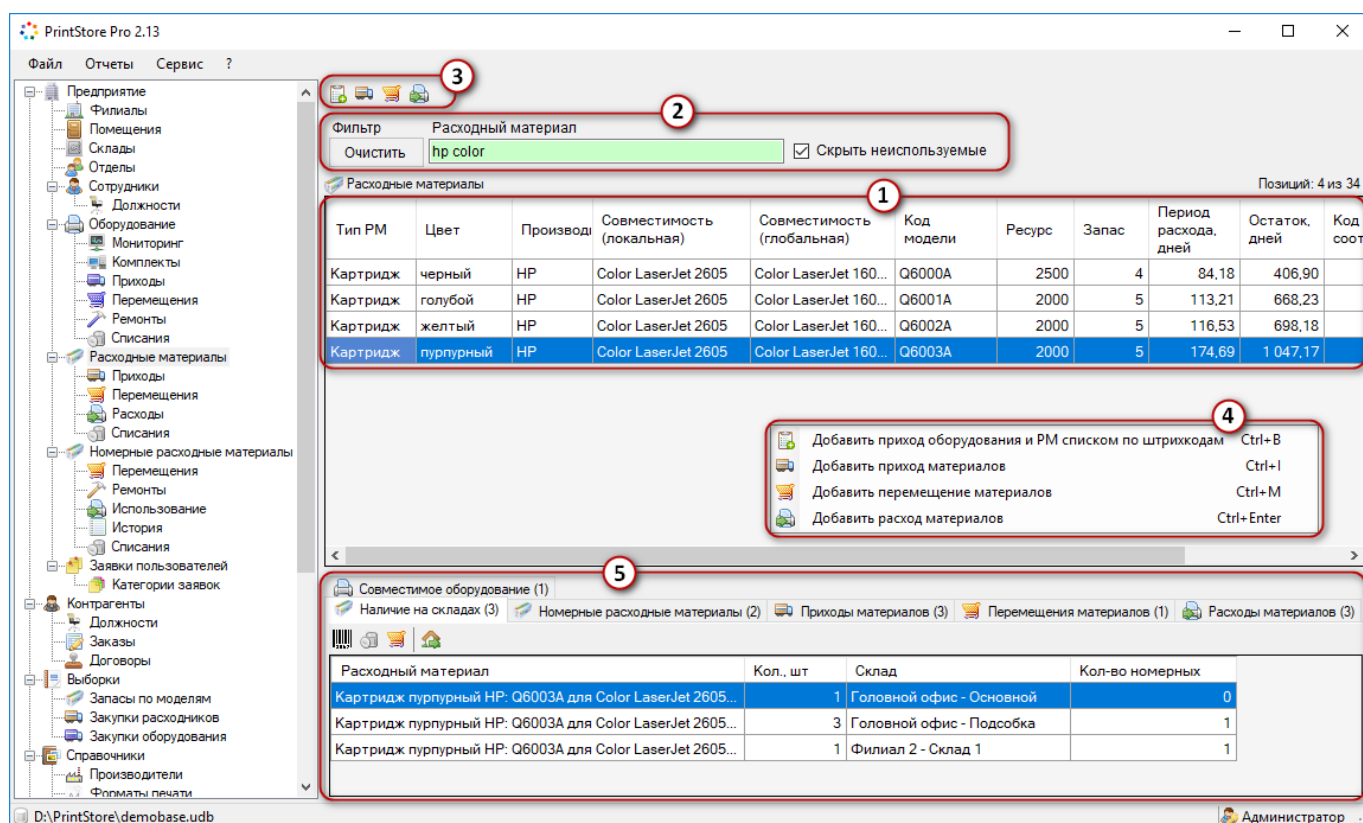 PrintStore Pro 2.13
Файл Отчеты Сервис ?
Предприятие
Филиалы
Помещения
Склады
Отделы
Сотрудники
Должности
Оборудование
Мониторинг
Комплекты
Приходы
Перемещения
Ремонты
Списания
Расходные материалы
Приходы
Перемещения
Расходы
Списания
Номерные расходные материалы
Перемещения
Ремонты
Использование
История
Списания
Заявки пользователей
Категории заявок
Контрагенты
Должности
Заказы
Договоры
Выборки
Запасы по моделям
Закупки расходников
Закупки оборудования
Справочники
Производители
Форматы печати
3
2
Фильтр Расходный материал
Очистить hp color Скрыть неиспользуемые
Расходные материалы Позиций: 4 из 34
1
Тип РМ Цвет Производи Совместимость (локальная) Совместимость (глобальная) Код модели Ресурс Запас Период расхода, дней Остаток, дней Код соот
Картридж черный HP Color LaserJet 2605 Color LaserJet 160... Q6000A 2500 4 84,18 406,90
Картридж голубой HP Color LaserJet 2605 Color LaserJet 160... Q6001A 2000 5 113,21 668,23
Картридж желтый HP Color LaserJet 2605 Color LaserJet 160... Q6002A 2000 5 116,53 698,18
Картридж пурпурный HP Color LaserJet 2605 Color LaserJet 160... Q6003A 2000 5 174,69 1 047,17
4
Добавить приход оборудования и РМ списком по штрихкодам Ctrl+B
Добавить приход материалов Ctrl+I
Добавить перемещение материалов Ctrl+M
Добавить расход материалов Ctrl+Enter
5
Совместимое оборудование (1)
Наличие на складах (3) Номерные расходные материалы (2) Приходы материалов (3) Перемещения материалов (1) Расходы материалов (3)
Расходный материал Кол., шт Склад Кол-во номерных
Картридж пурпурный HP: Q6003A для Color LaserJet 2605... 1 Головной офис - Основной 0
Картридж пурпурный HP: Q6003A для Color LaserJet 2605... 3 Головной офис - Подсобка 1
Картридж пурпурный HP: Q6003A для Color LaserJet 2605... 1 Филиал 2 - Склад 1 1
D:\PrintStore\demobase.udb Администратор